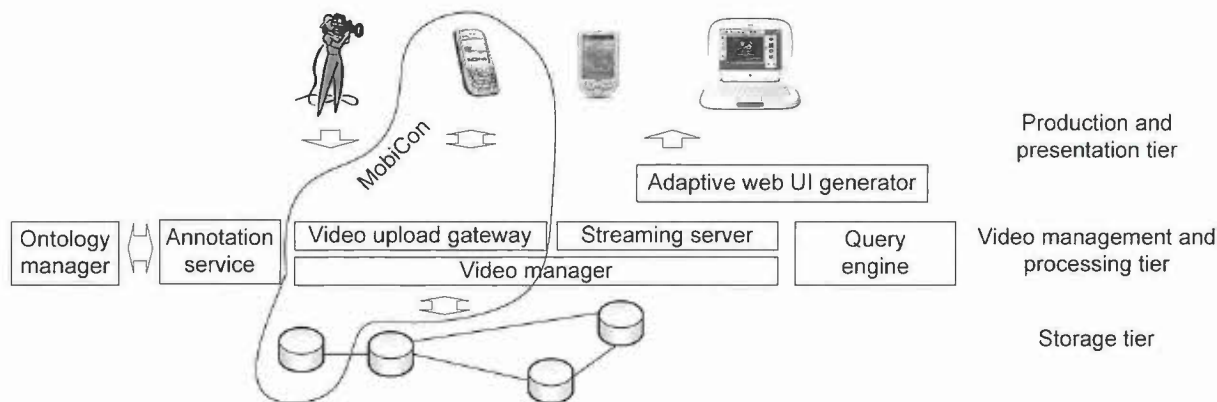 MobiCon
Production and
presentation tier
Adaptive web UI generator
Ontology
manager
Annotation
service
Video upload gateway
Streaming server
Video manager
Query
engine
Video management and
processing tier
Storage tier